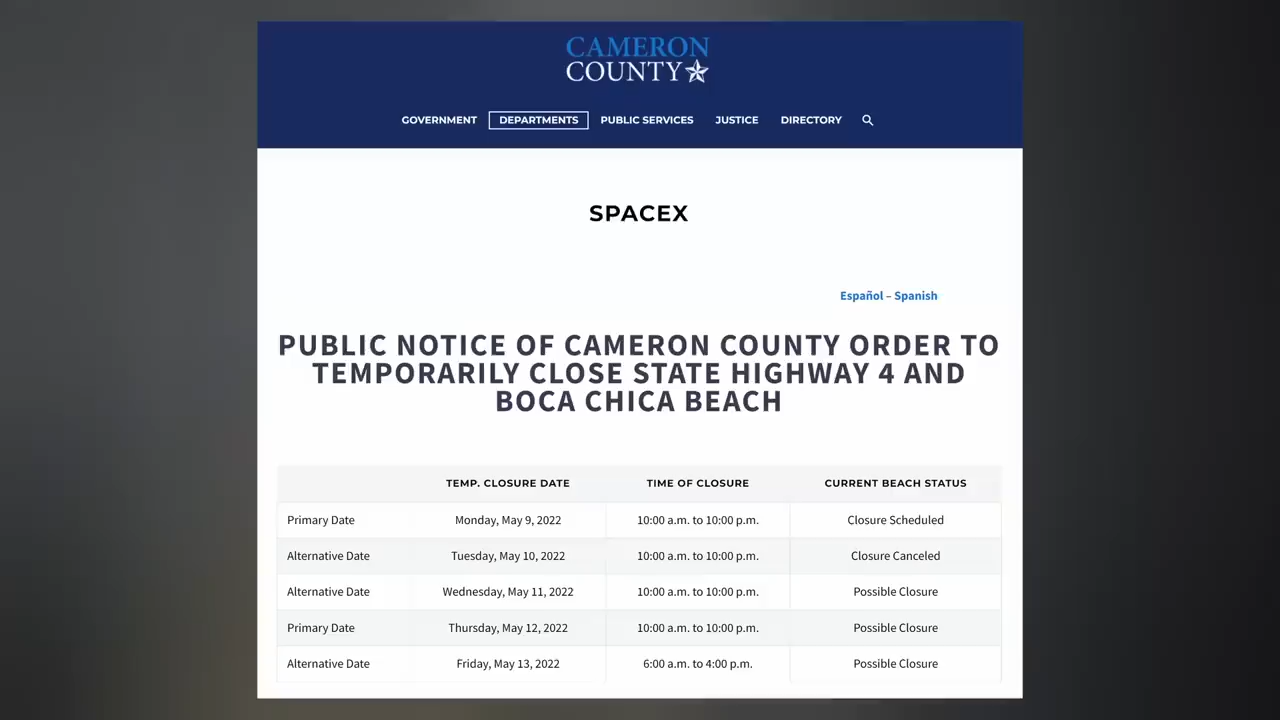 CAMERON
COUNTY
GOVERNMENT DEPARTMENTS PUBLIC SERVICES JUSTICE DIRECTORY
SPACEX
Español – Spanish
PUBLIC NOTICE OF CAMERON COUNTY ORDER TO
TEMPORARILY CLOSE STATE HIGHWAY 4 AND
BOCA CHICA BEACH
TEMP. CLOSURE DATE TIME OF CLOSURE CURRENT BEACH STATUS
Primary Date Monday, May 9, 2022 10:00 a.m. to 10:00 p.m. Closure Scheduled
Alternative Date Tuesday, May 10, 2022 10:00 a.m. to 10:00 p.m. Closure Canceled
Alternative Date Wednesday, May 11, 2022 10:00 a.m. to 10:00 p.m. Possible Closure
Primary Date Thursday, May 12, 2022 10:00 a.m. to 10:00 p.m. Possible Closure
Alternative Date Friday, May 13, 2022 6:00 a.m. to 4:00 p.m. Possible Closure